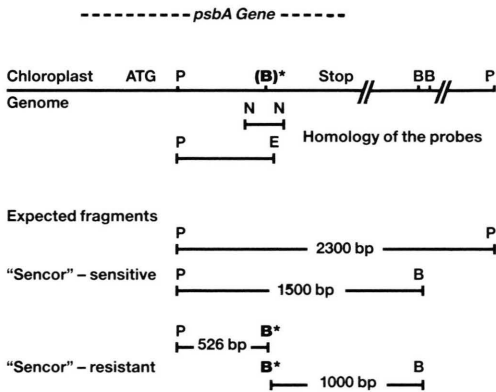 psbA Gene
Chloroplast ATG P (B)* Stop BB P
Genome
N N
Homology of the probes
P E
Expected fragments
P P
2300 bp
"Sencor" – sensitive P B
1500 bp
P B*
526 bp
"Sencor" – resistant B* B
1000 bp